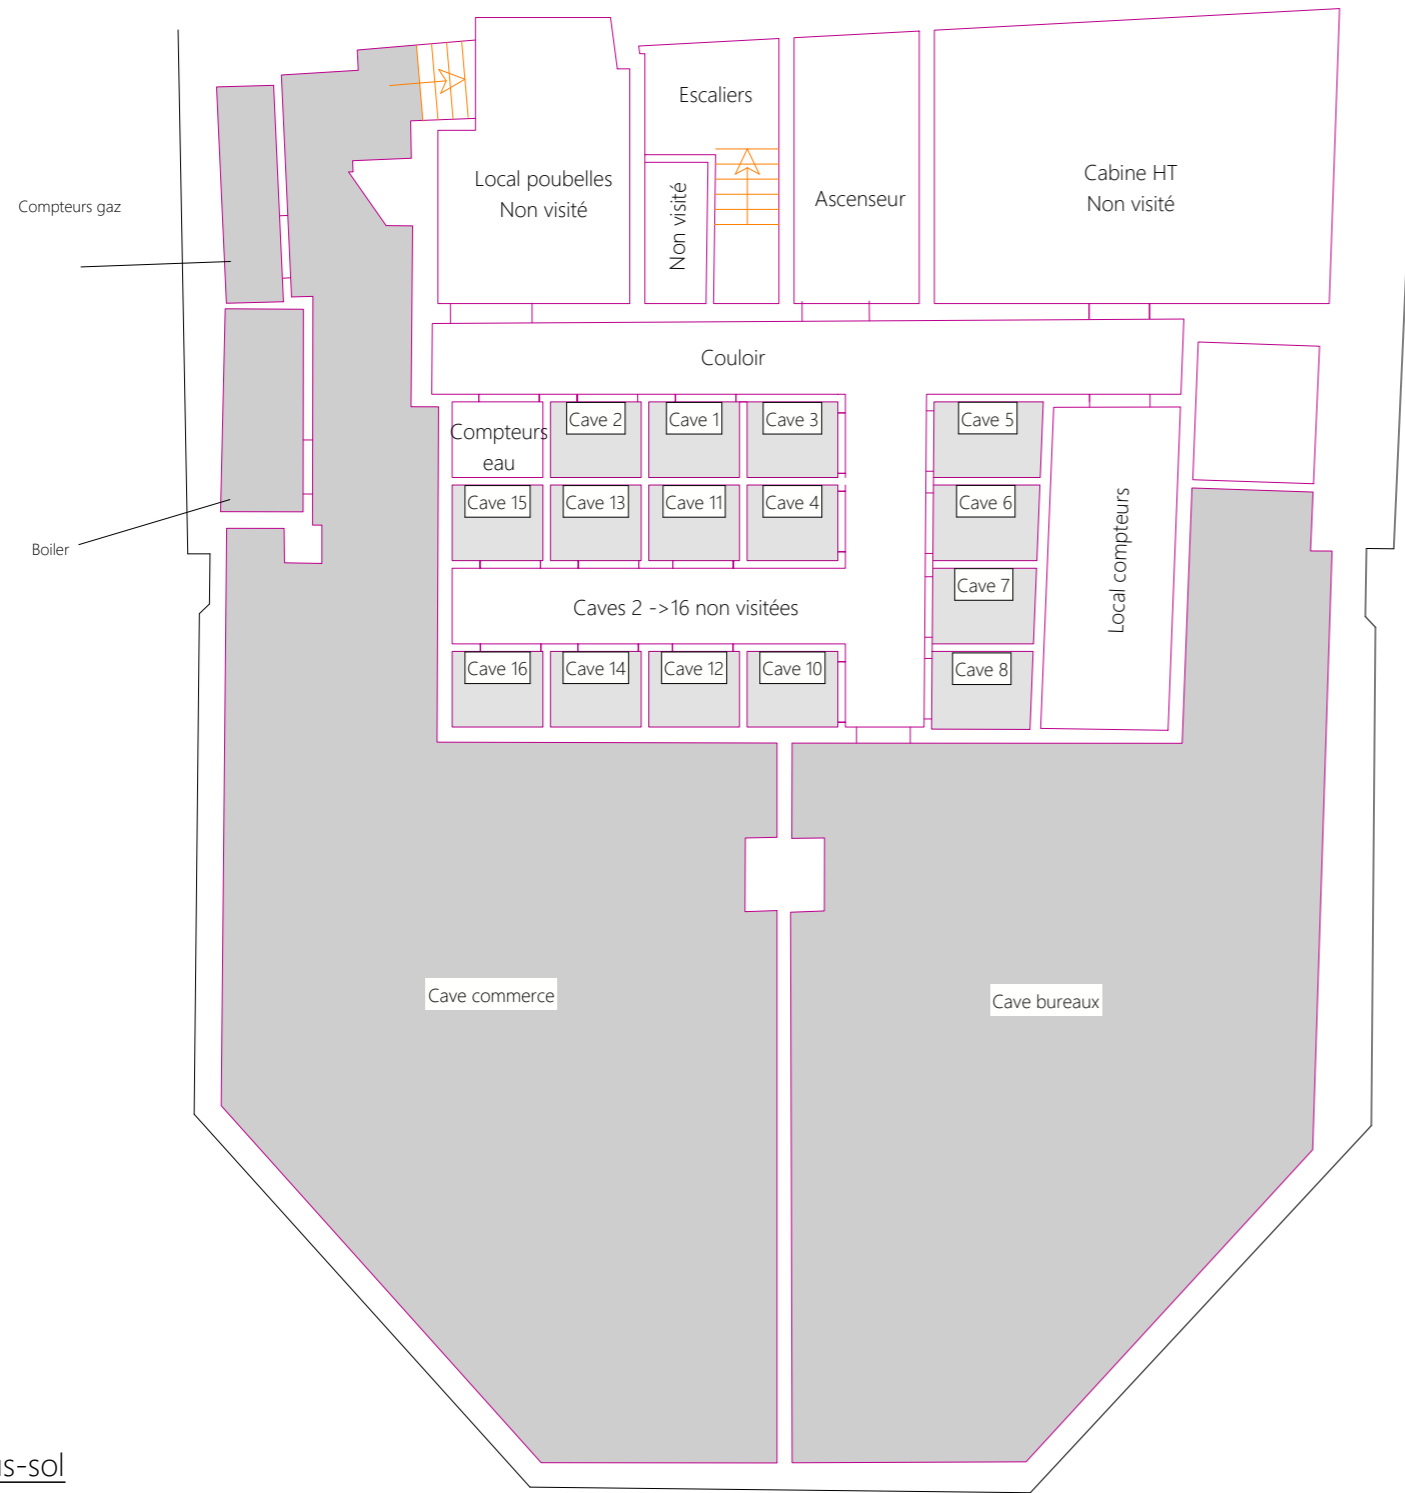 Escaliers
Local poubelles
Non visité
Non visité
Ascenseur
Cabine HT
Non visité
Compteurs gaz
Couloir
Compteurs
eau
Cave 2
Cave 1
Cave 3
Cave 5
Cave 15
Cave 13
Cave 11
Cave 4
Cave 6
Local compteurs
Boiler
Cave 7
Caves 2 ->16 non visitées
Cave 16
Cave 14
Cave 12
Cave 10
Cave 8
Cave commerce
Cave bureaux
s-sol